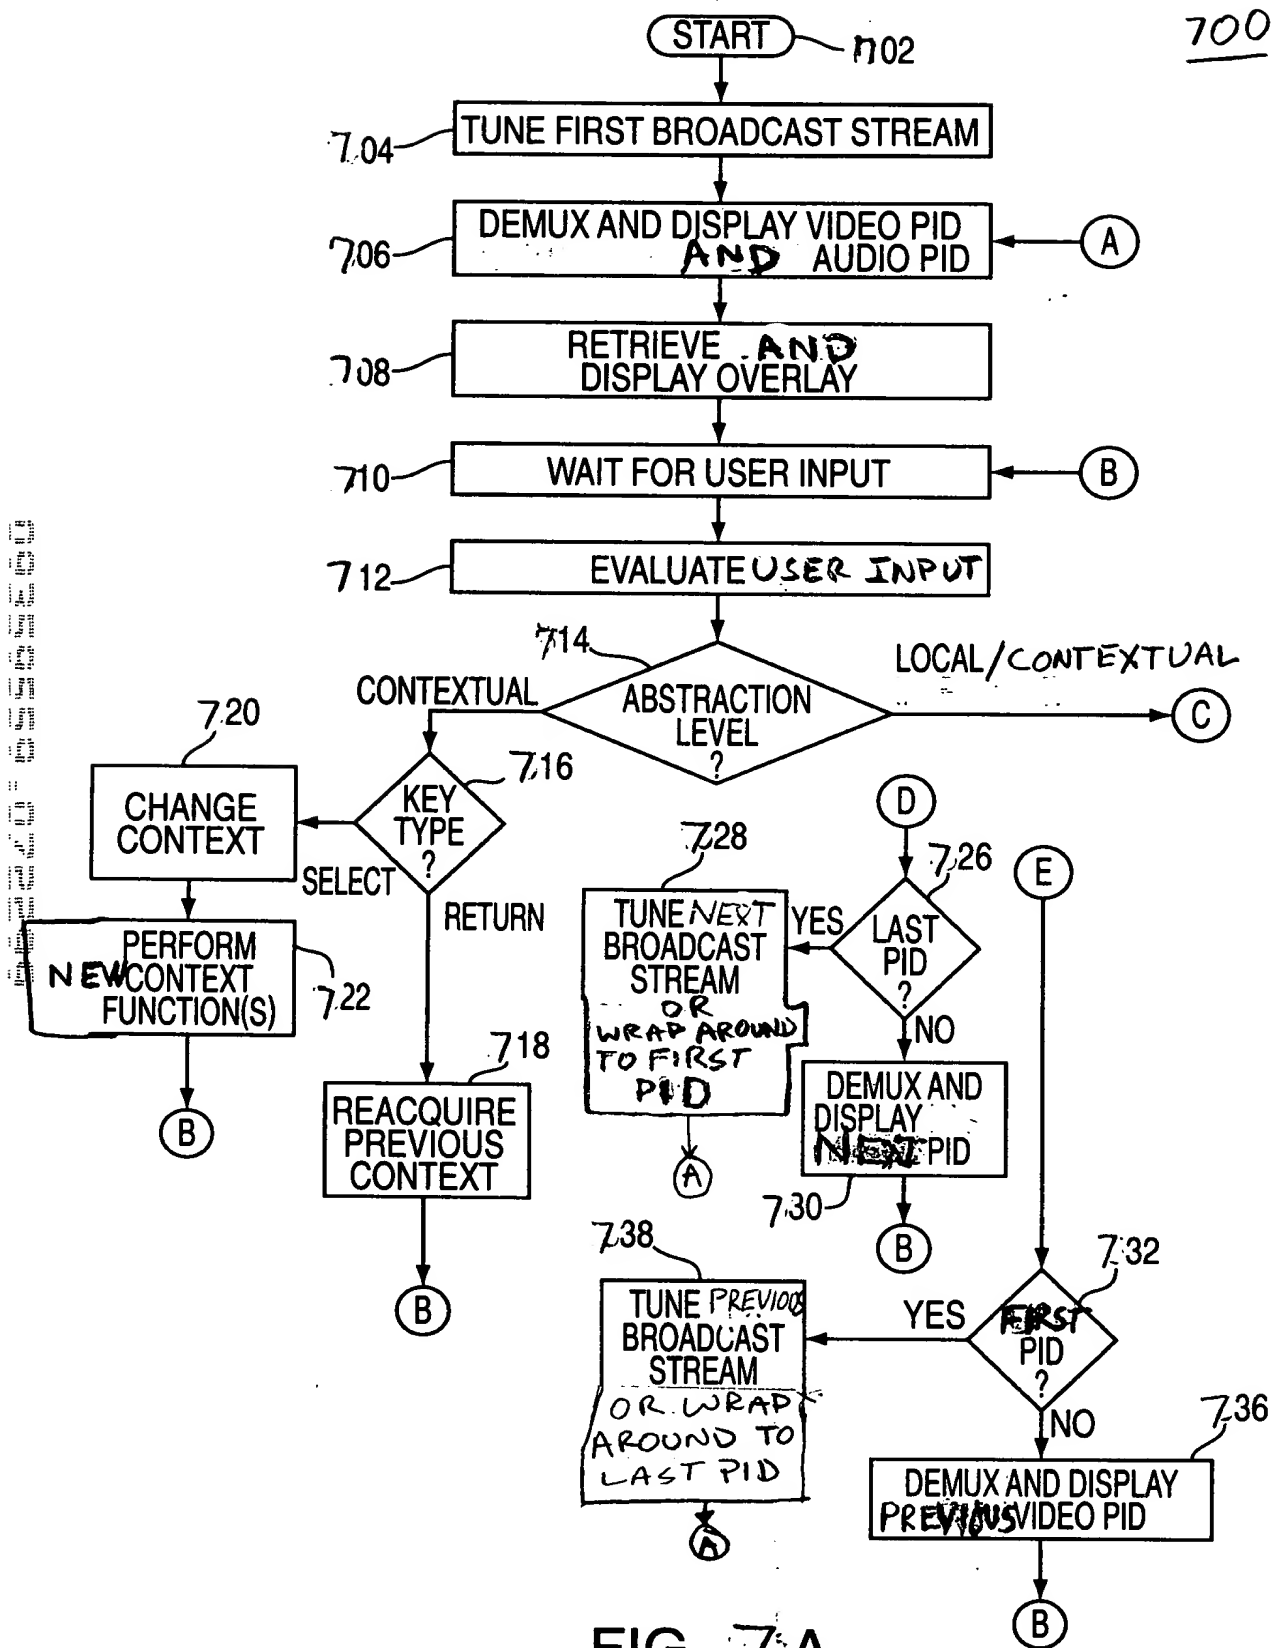 700
START
702
TUNE FIRST BROADCAST STREAM
704
DEMUX AND DISPLAY VIDEO PID
AND AUDIO PID
706
A
RETRIEVE AND
DISPLAY OVERLAY
708
WAIT FOR USER INPUT
710
B
EVALUATE USER INPUT
712
714
ABSTRACTION
LEVEL
?
CONTEXTUAL
LOCAL/CONTEXTUAL
C
720
CHANGE
CONTEXT
716
KEY
TYPE
?
SELECT
RETURN
PERFORM
NEW CONTEXT
FUNCTION(S)
722
B
718
REACQUIRE
PREVIOUS
CONTEXT
B
D
726
LAST
PID
?
YES
NO
728
TUNE NEXT
BROADCAST
STREAM
OR
WRAP AROUND
TO FIRST
PID
A
DEMUX AND
DISPLAY
NEXT PID
730
B
E
732
FIRST
PID
?
YES
NO
738
TUNE PREVIOUS
BROADCAST
STREAM
OR WRAP
AROUND TO
LAST PID
A
736
DEMUX AND DISPLAY
PREVIOUS VIDEO PID
B
FIG. 7A